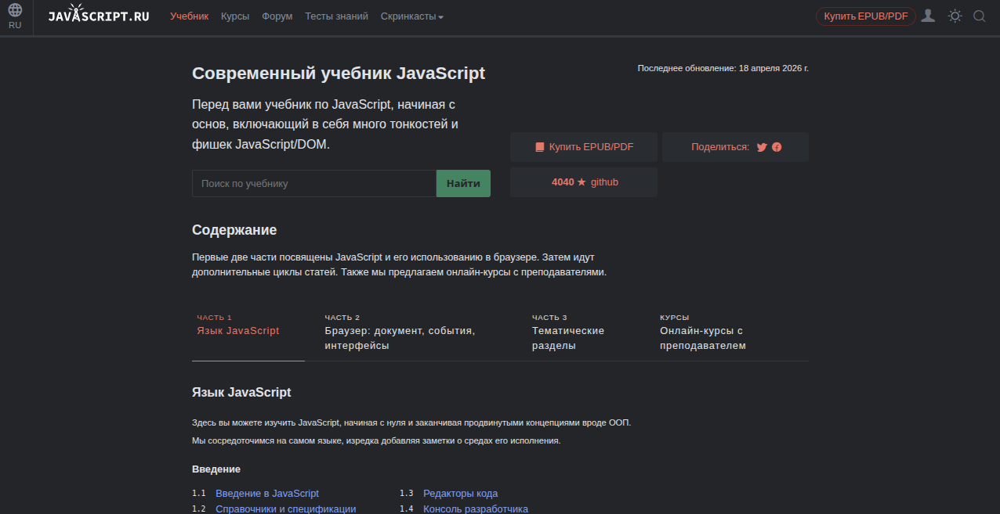 RU
JAVASCRIPT.RU
Учебник
Курсы
Форум
Тесты знаний
Скринкасты
Купить EPUB/PDF
Современный учебник JavaScript
Последнее обновление: 18 апреля 2026 г.
Перед вами учебник по JavaScript, начиная с
основ, включающий в себя много тонкостей и
фишек JavaScript/DOM.
Купить EPUB/PDF
Поделиться:
Поиск по учебнику
Найти
4040 ★ github
Содержание
Первые две части посвящены JavaScript и его использованию в браузере. Затем идут
дополнительные циклы статей. Также мы предлагаем онлайн-курсы с преподавателями.
ЧАСТЬ 1
Язык JavaScript
ЧАСТЬ 2
Браузер: документ, события,
интерфейсы
ЧАСТЬ 3
Тематические
разделы
КУРСЫ
Онлайн-курсы с
преподавателем
Язык JavaScript
Здесь вы можете изучить JavaScript, начиная с нуля и заканчивая продвинутыми концепциями вроде ООП.
Мы сосредоточимся на самом языке, изредка добавляя заметки о средах его исполнения.
Введение
1.1 Введение в JavaScript
1.2 Справочники и спецификации
1.3 Редакторы кода
1.4 Консоль разработчика